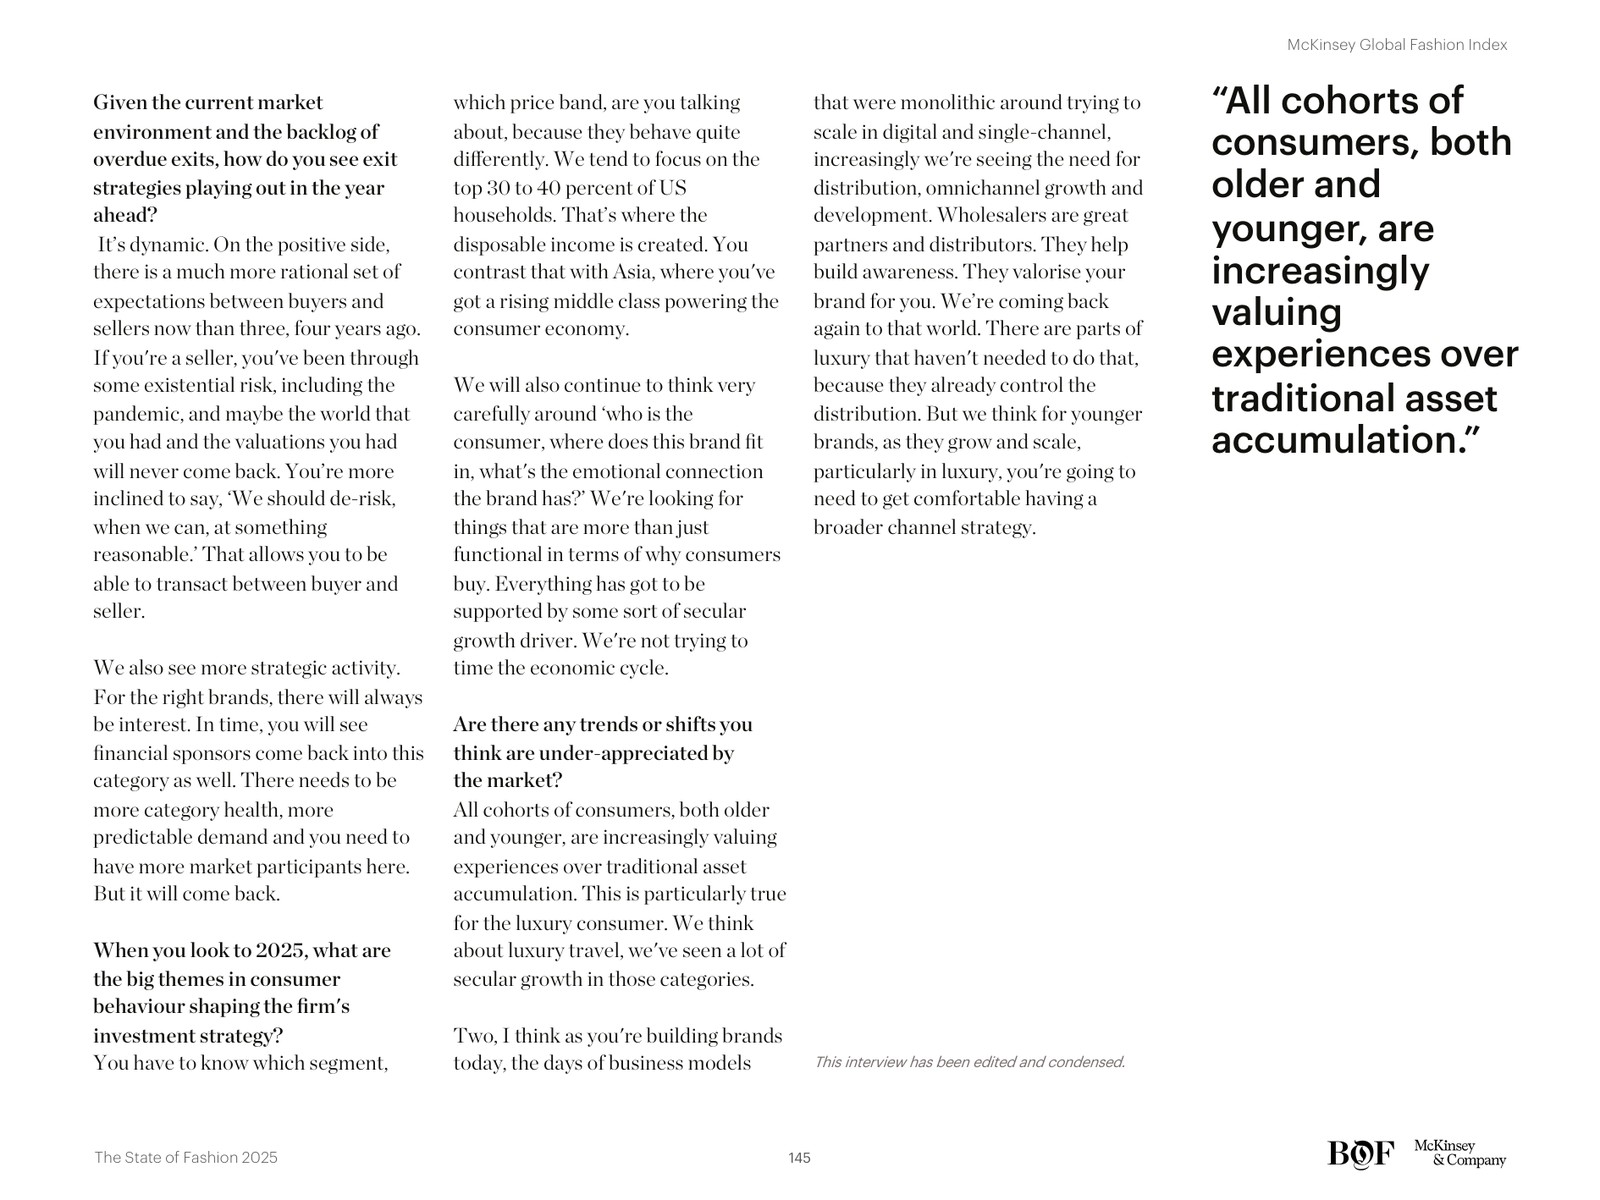 McKinsey Global Fashion Index
Given the current market
environment and the backlog of
overdue exits, how do you see exit
strategies playing out in the year
ahead?
It’s dynamic. On the positive side,
there is a much more rational set of
expectations between buyers and
sellers now than three, four years ago.
If you're a seller, you've been through
some existential risk, including the
pandemic, and maybe the world that
you had and the valuations you had
will never come back. You’re more
inclined to say, ‘We should de-risk,
when we can, at something
reasonable.’ That allows you to be
able to transact between buyer and
seller.
We also see more strategic activity.
For the right brands, there will always
be interest. In time, you will see
financial sponsors come back into this
category as well. There needs to be
more category health, more
predictable demand and you need to
have more market participants here.
But it will come back.
When you look to 2025, what are
the big themes in consumer
behaviour shaping the firm's
investment strategy?
You have to know which segment,
which price band, are you talking
about, because they behave quite
differently. We tend to focus on the
top 30 to 40 percent of US
households. That’s where the
disposable income is created. You
contrast that with Asia, where you've
got a rising middle class powering the
consumer economy.
We will also continue to think very
carefully around ‘who is the
consumer, where does this brand fit
in, what's the emotional connection
the brand has?’ We're looking for
things that are more than just
functional in terms of why consumers
buy. Everything has got to be
supported by some sort of secular
growth driver. We're not trying to
time the economic cycle.
Are there any trends or shifts you
think are under-appreciated by
the market?
All cohorts of consumers, both older
and younger, are increasingly valuing
experiences over traditional asset
accumulation. This is particularly true
for the luxury consumer. We think
about luxury travel, we've seen a lot of
secular growth in those categories.
Two, I think as you're building brands
today, the days of business models
that were monolithic around trying to
scale in digital and single-channel,
increasingly we're seeing the need for
distribution, omnichannel growth and
development. Wholesalers are great
partners and distributors. They help
build awareness. They valorise your
brand for you. We’re coming back
again to that world. There are parts of
luxury that haven't needed to do that,
because they already control the
distribution. But we think for younger
brands, as they grow and scale,
particularly in luxury, you're going to
need to get comfortable having a
broader channel strategy.
This interview has been edited and condensed.
“All cohorts of
consumers, both
older and
younger, are
increasingly
valuing
experiences over
traditional asset
accumulation.”
The State of Fashion 2025
145
BOF
McKinsey
& Company